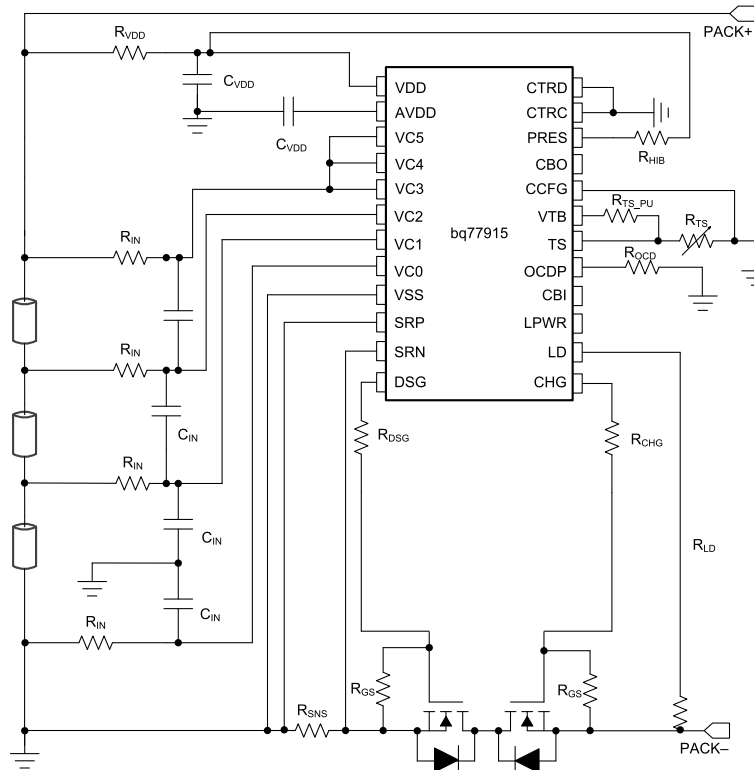 PACK+
RVDD
CVDD
CVDD
VDD
AVDD
VC5
VC4
VC3
VC2
VC1
VC0
VSS
SRP
SRN
DSG
bq77915
CTRD
CTRC
PRES
CBO
CCFG
VTB
TS
OCDP
CBI
LPWR
LD
CHG
RHIB
RTS_PU
RTS
ROCD
RIN
RIN
CIN
RIN
CIN
CIN
RIN
RDSG
RCHG
RLD
RGS
RGS
RSNS
PACK–